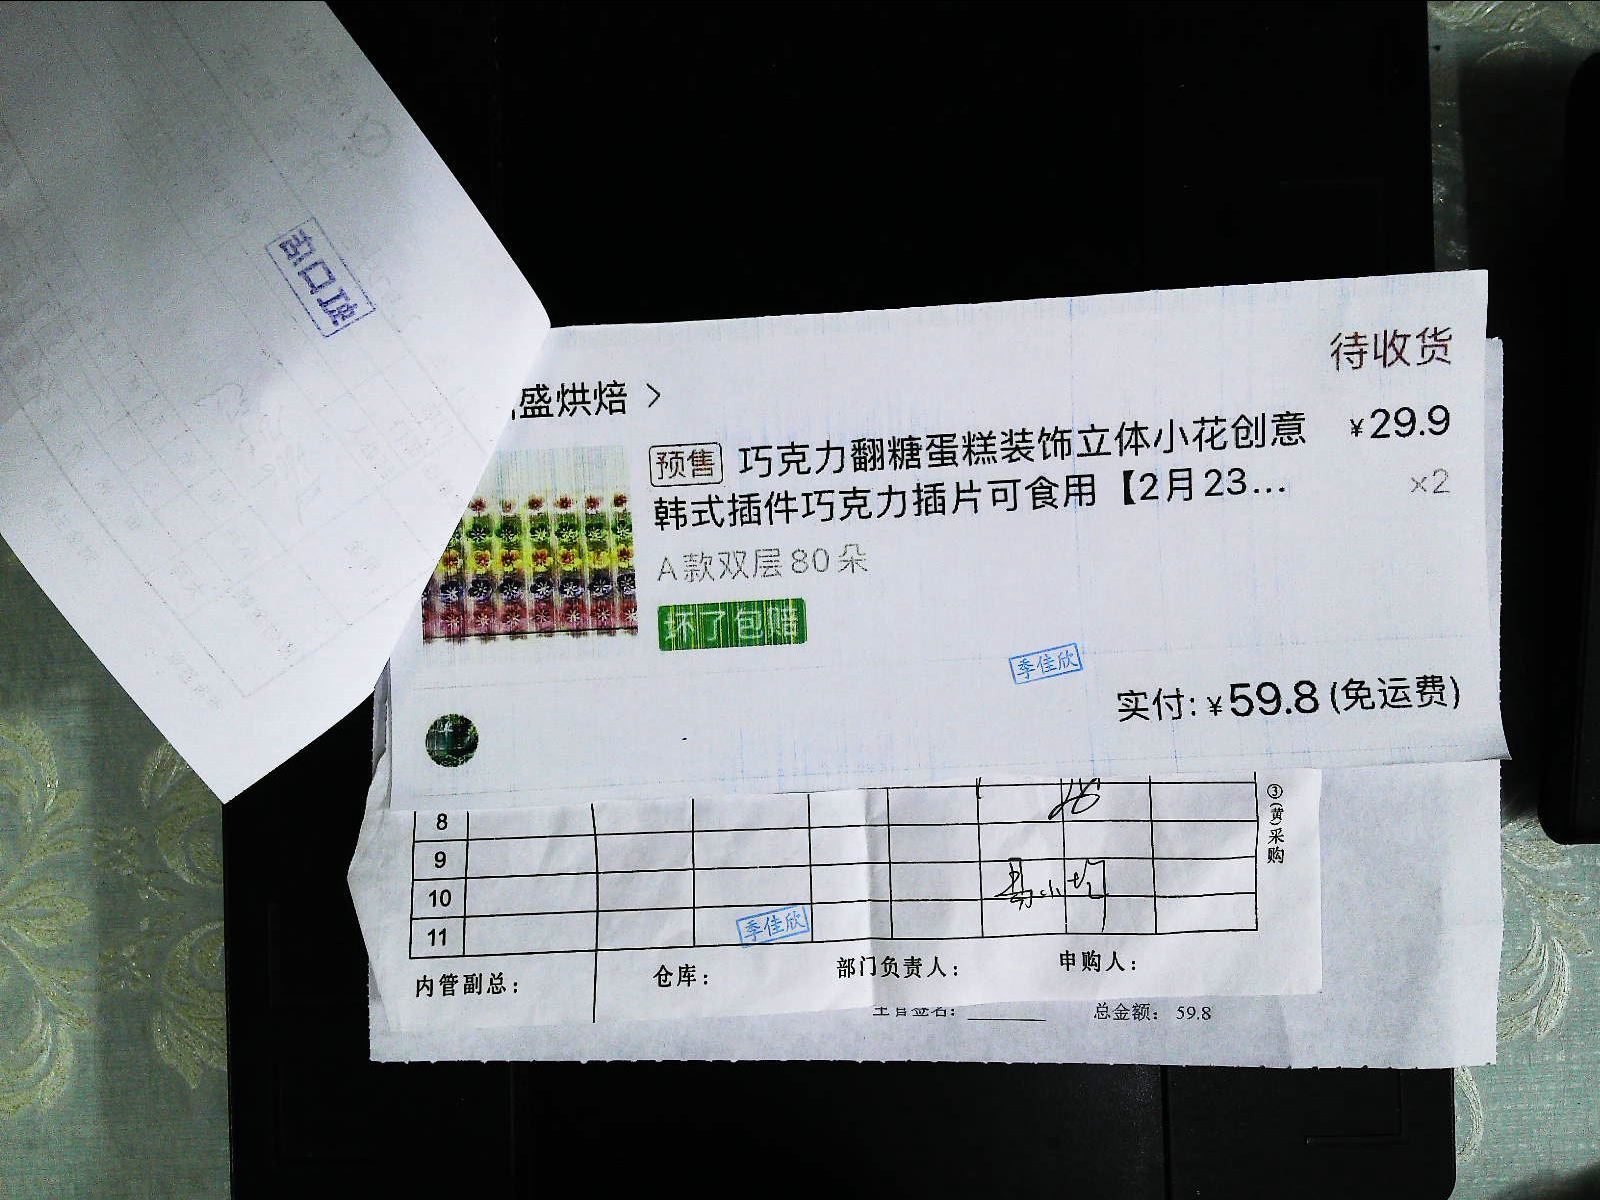 待收货
盛烘焙 >
预售 巧克力翻糖蛋糕装饰立体小花创意 ¥29.9
韩式插件巧克力插片可食用【2月23... ×2
A款双层80朵
坏了包赔
季佳欣
实付:¥59.8(免运费)
③(黄)采购
8
9
10
11
季佳欣
内管副总： 仓库： 部门负责人： 申购人：
总金额： 59.8